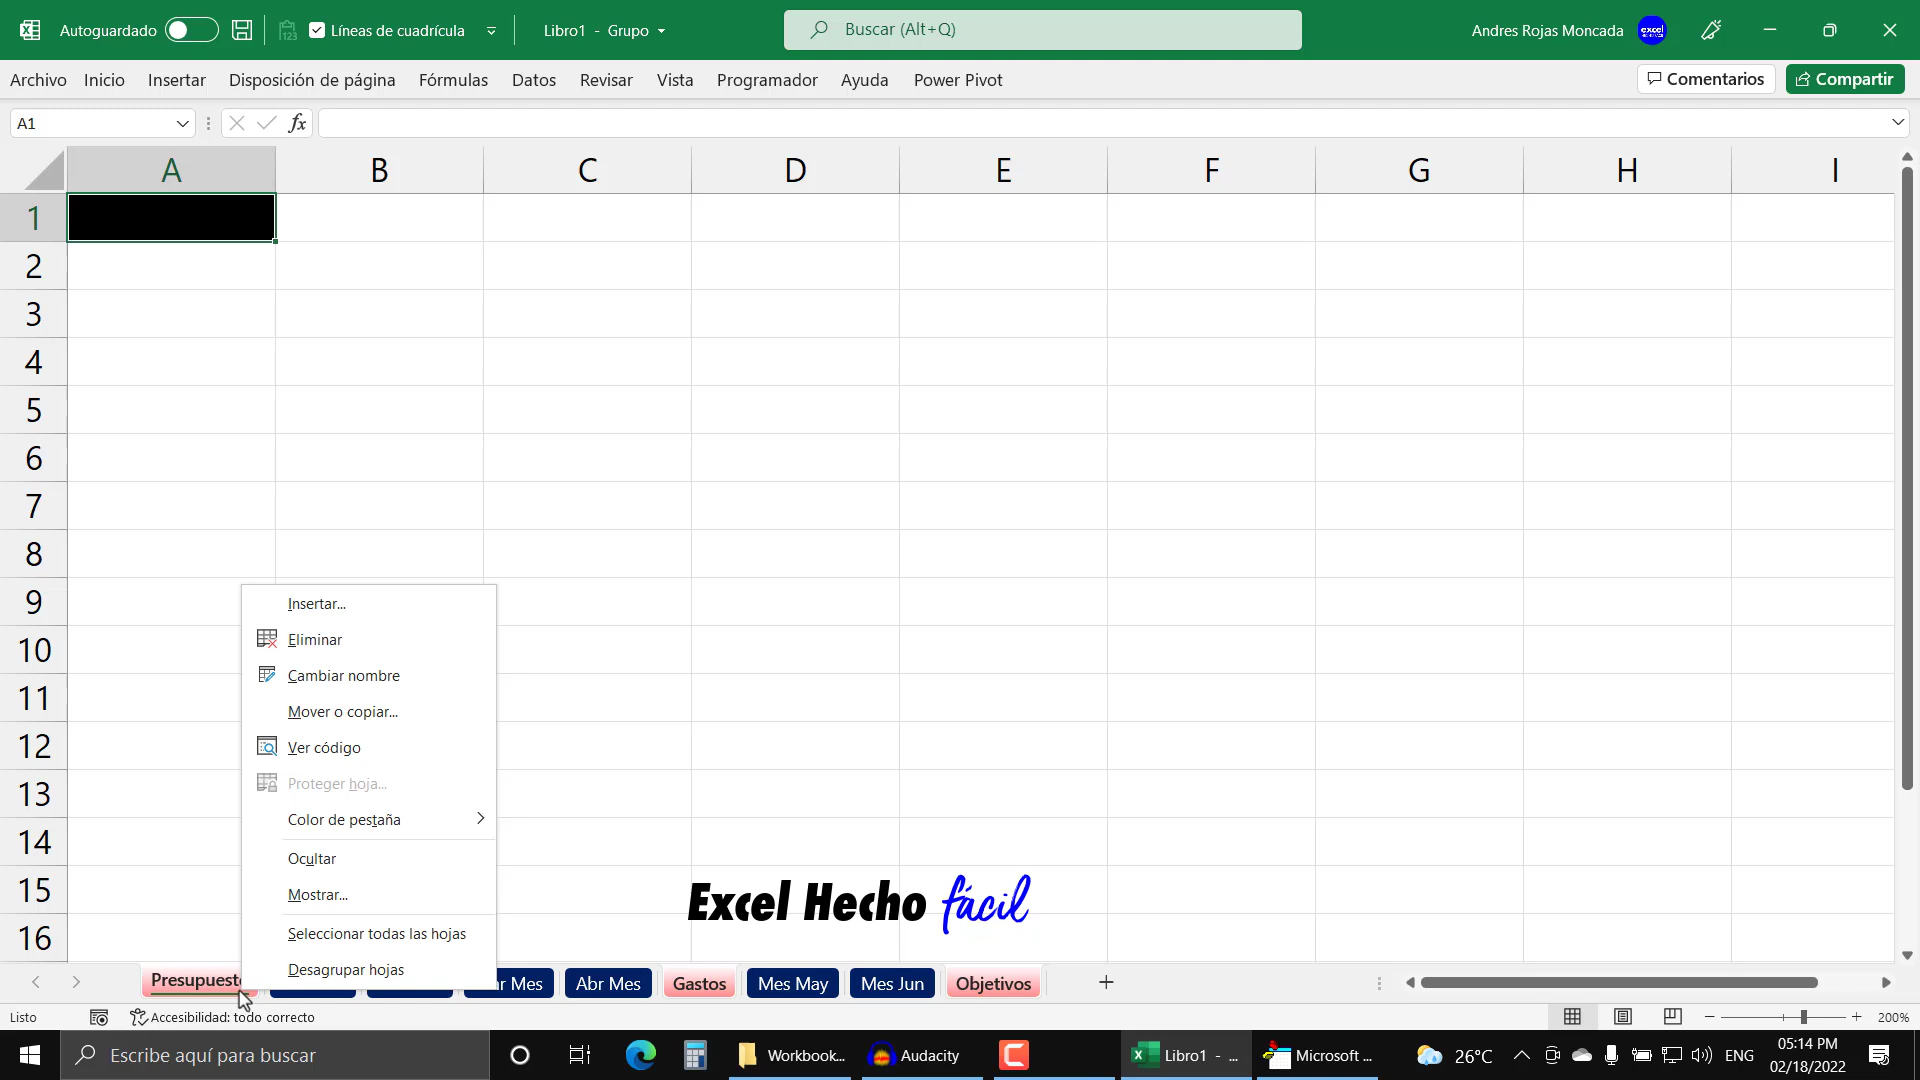 Autoguardado Líneas de cuadrícula Libro1 - Grupo Buscar (Alt+Q) Andres Rojas Moncada
Archivo Inicio Insertar Disposición de página Fórmulas Datos Revisar Vista Programador Ayuda Power Pivot Comentarios Compartir
A1 fx
A B C D E F G H I
1
2
3
4
5
6
7
8
9
10
11
12
13
14
15
16
Insertar...
Eliminar
Cambiar nombre
Mover o copiar...
Ver código
Proteger hoja...
Color de pestaña
Ocultar
Mostrar...
Seleccionar todas las hojas
Desagrupar hojas
Excel Hecho fácil
Presupuesto Mes Abr Mes Gastos Mes May Mes Jun Objetivos
Listo Accesibilidad: todo correcto 200%
Escribe aquí para buscar Workbook... Audacity Libro1 - ... Microsoft ... 26°C ENG 05:14 PM
02/18/2022